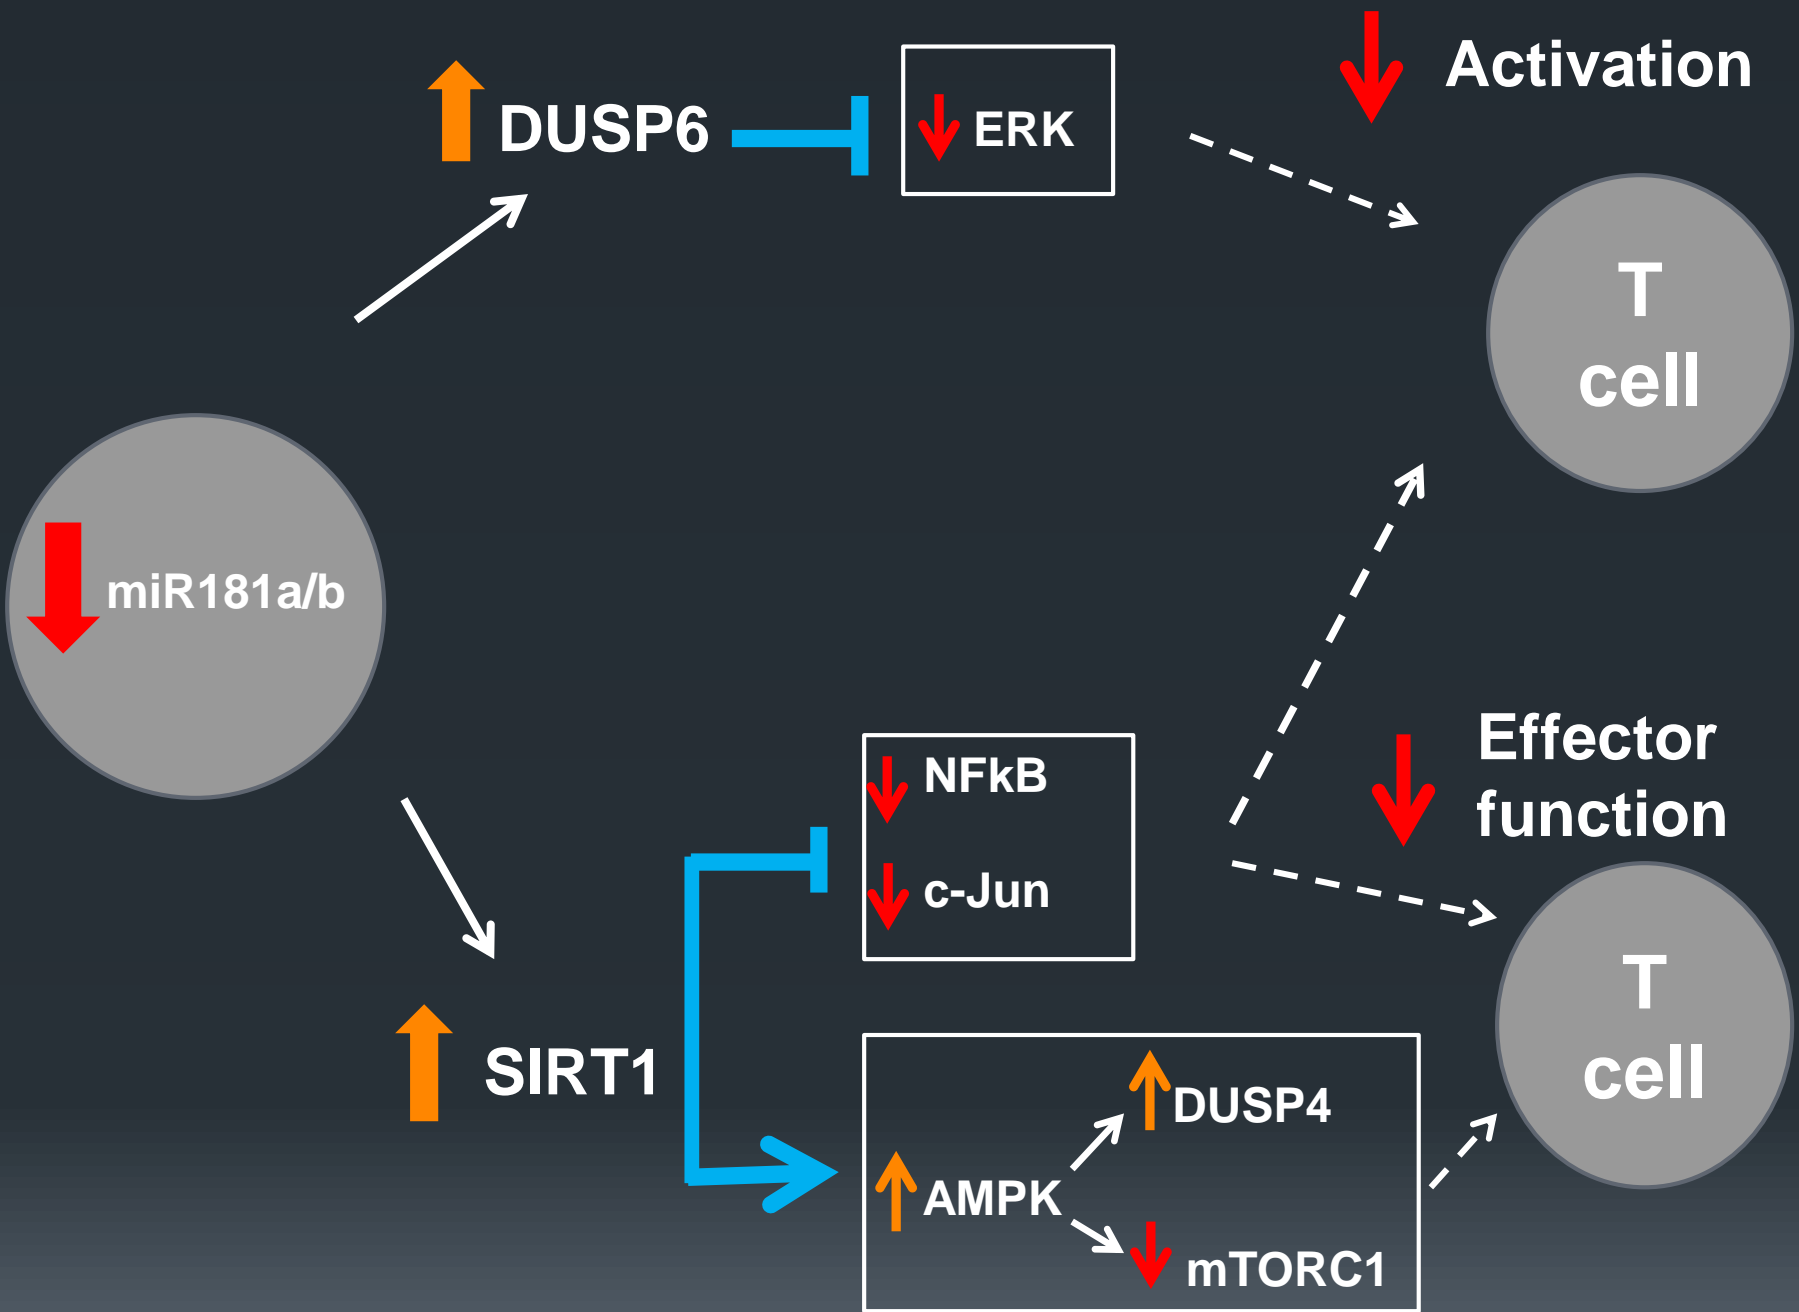 Activation
DUSP6
ERK
T
cell
miR181a/b
NFkB
c-Jun
Effector
function
T
cell
SIRT1
DUSP4
AMPK
mTORC1